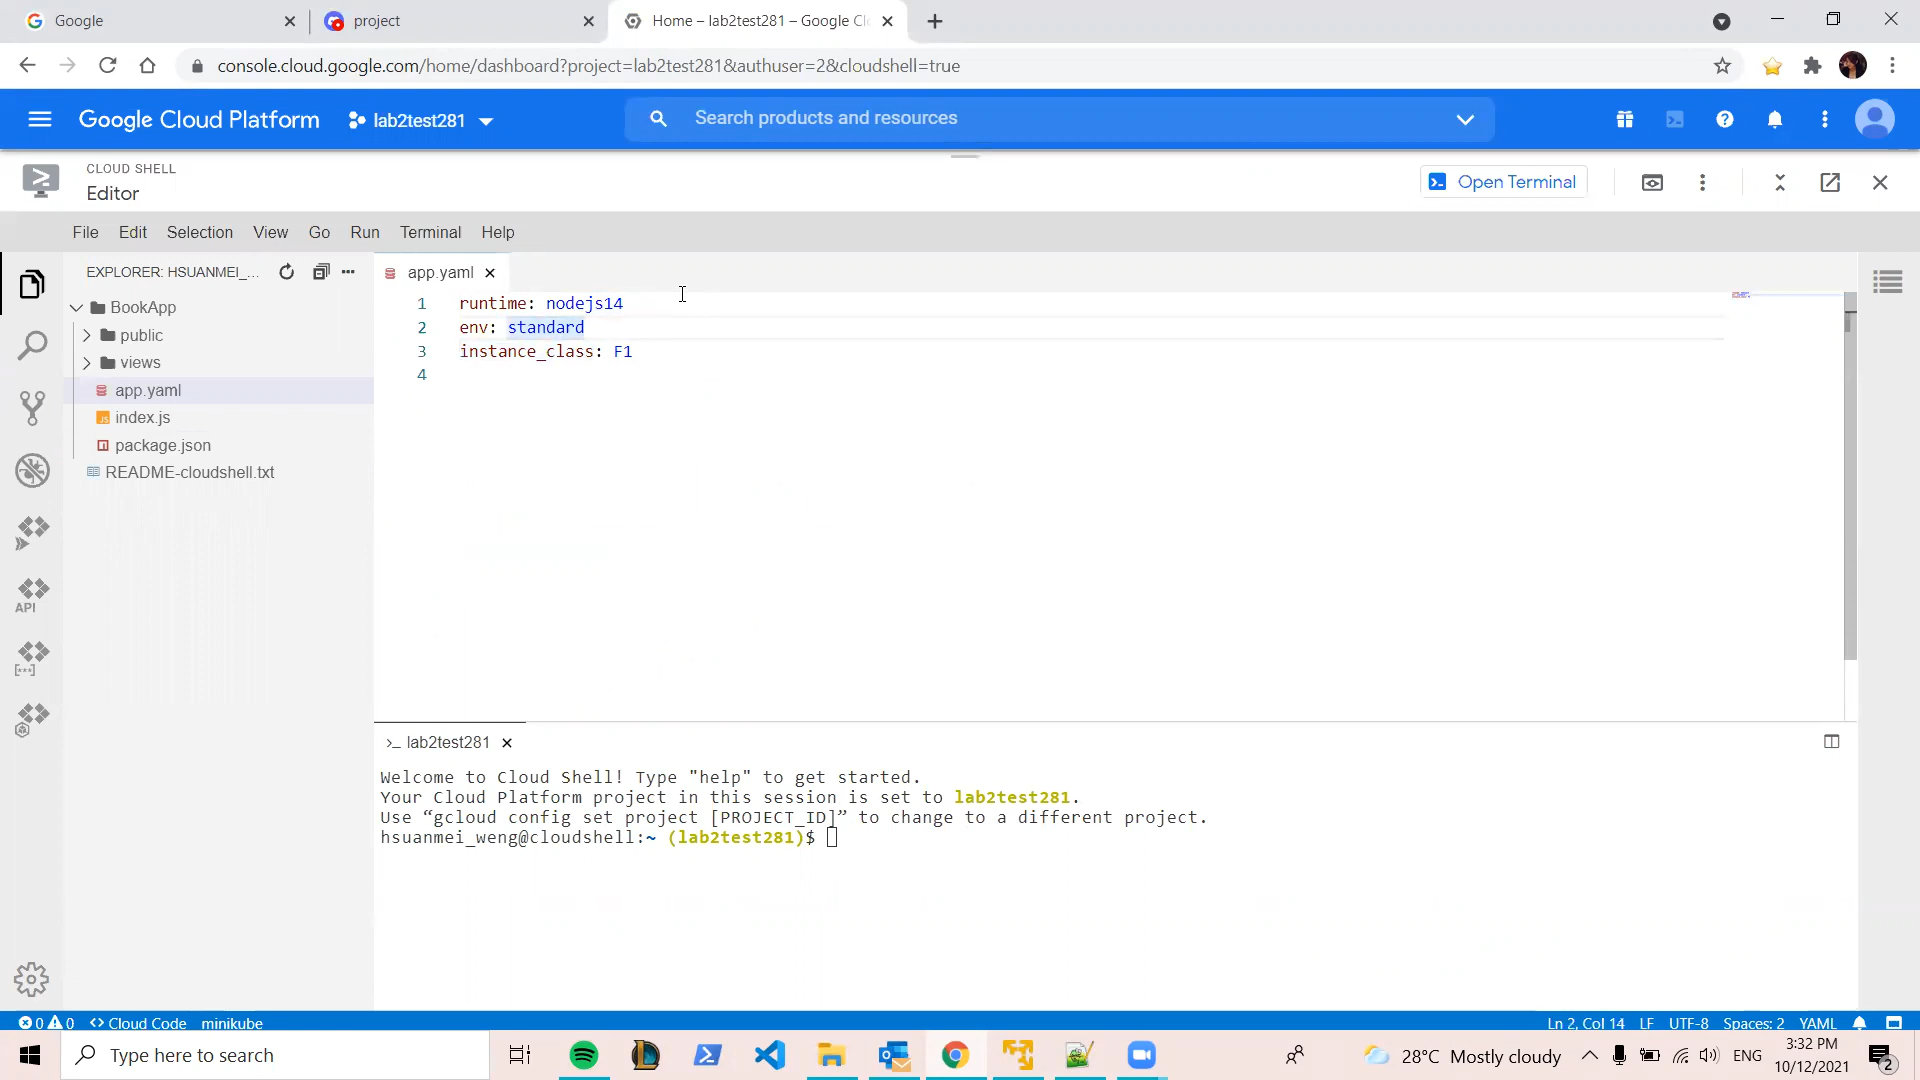 Google
project
Home – lab2test281 – Google Cl
console.cloud.google.com/home/dashboard?project=lab2test281&authuser=2&cloudshell=true
Google Cloud Platform
lab2test281
Search products and resources
CLOUD SHELL
Editor
Open Terminal
File Edit Selection View Go Run Terminal Help
EXPLORER: HSUANMEI_...
app.yaml
BookApp
public
views
app.yaml
index.js
package.json
README-cloudshell.txt
API
1 runtime: nodejs14
2 env: standard
3 instance_class: F1
4
>_ lab2test281
Welcome to Cloud Shell! Type "help" to get started.
Your Cloud Platform project in this session is set to lab2test281.
Use “gcloud config set project [PROJECT_ID]” to change to a different project.
hsuanmei_weng@cloudshell:~ (lab2test281)$
0 0 <> Cloud Code minikube
Ln 2, Col 14 LF UTF-8 Spaces: 2 YAML
Type here to search
28°C Mostly cloudy
ENG
3:32 PM
10/12/2021
2